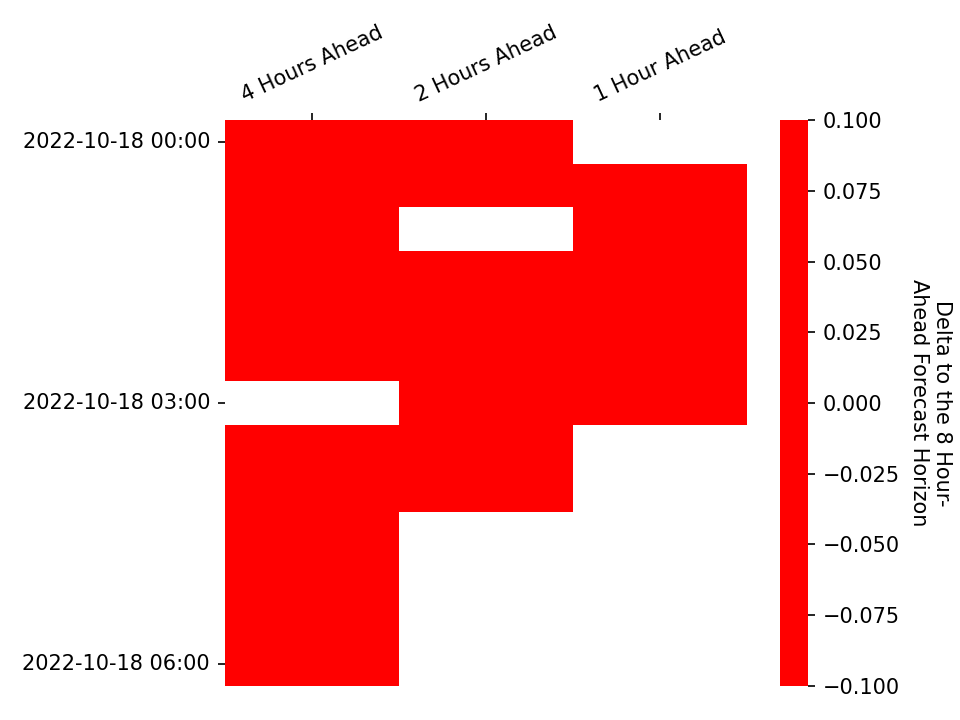 4 Hours Ahead
2 Hours Ahead
1 Hour Ahead
2022-10-18 00:00
2022-10-18 03:00
2022-10-18 06:00
0.100
0.075
0.050
0.025
0.000
−0.025
−0.050
−0.075
−0.100
Delta to the 8 Hour-
Ahead Forecast Horizon